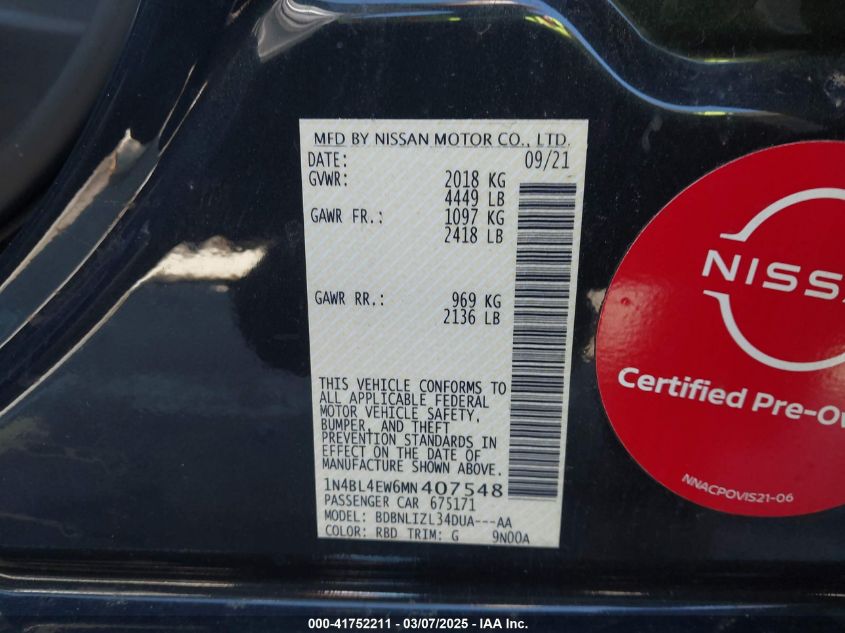 MFD BY NISSAN MOTOR CO., LTD.
DATE: 09/21
GVWR: 2018 KG
4449 LB
GAWR FR.: 1097 KG
2418 LB
GAWR RR.: 969 KG
2136 LB
THIS VEHICLE CONFORMS TO
ALL APPLICABLE FEDERAL
MOTOR VEHICLE SAFETY,
BUMPER, AND THEFT
PREVENTION STANDARDS IN
EFFECT ON THE DATE OF
MANUFACTURE SHOWN ABOVE.
1N4BL4EW6MN407548
PASSENGER CAR 675171
MODEL: BDBNLIZL34DUA---AA
COLOR: RBD TRIM: G 9N00A
NISS
Certified Pre-Ow
NNACPOVIS21-06
000-41752211 - 03/07/2025 - IAA, Inc.